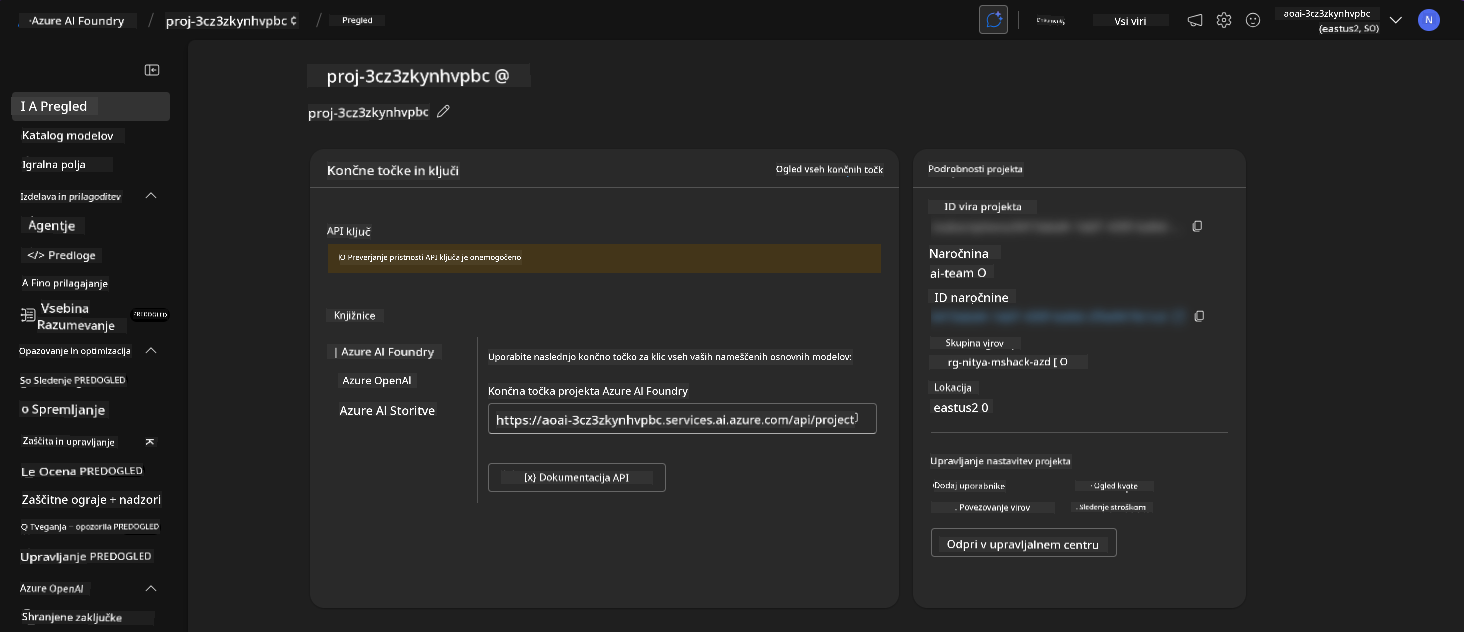 Azure AI Foundry / proj-3cz3zkynhvpbc / Pregled
Vsi viri
aoai-3cz3zkynhvpbc
(eastus2, SO)
N
I A Pregled
Katalog modelov
Igralna polja
Izdelava in prilagoditev
Agentje
</> Predloge
A Fino prilagajanje
Vsebina
Razumevanje
PREDOGLED
Opazovanje in optimizacija
So Sledenje PREDOGLED
o Spremljanje
Zaščita in upravljanje
Le Ocena PREDOGLED
Zaščitne ograje + nadzori
Q Tveganja – opozorila PREDOGLED
Upravljanje PREDOGLED
Azure OpenAI
Shranjene zaključke
proj-3cz3zkynhvpbc @
proj-3cz3zkynhvpbc
Končne točke in ključi
Ogled vseh končnih točk
API ključ
Preverjanje pristnosti API ključa je onemogočeno
Knjižnice
| Azure AI Foundry
Azure OpenAI
Azure AI Storitve
Uporabite naslednjo končno točko za klic vseh vaših nameščenih osnovnih modelov:
Končna točka projekta Azure AI Foundry
https://aoai-3cz3zkynhvpbc.services.ai.azure.com/api/project
[x) Dokumentacija API
Podrobnosti projekta
ID vira projekta
Naročnina
ai-team O
ID naročnine
Skupina virov
rg-nitya-mshack-azd [ O
Lokacija
eastus2 0
Upravljanje nastavitev projekta
Dodaj uporabnike
Ogled kvote
Povezovanje virov
Sledenje stroškom
Odpri v upravljalnem centru